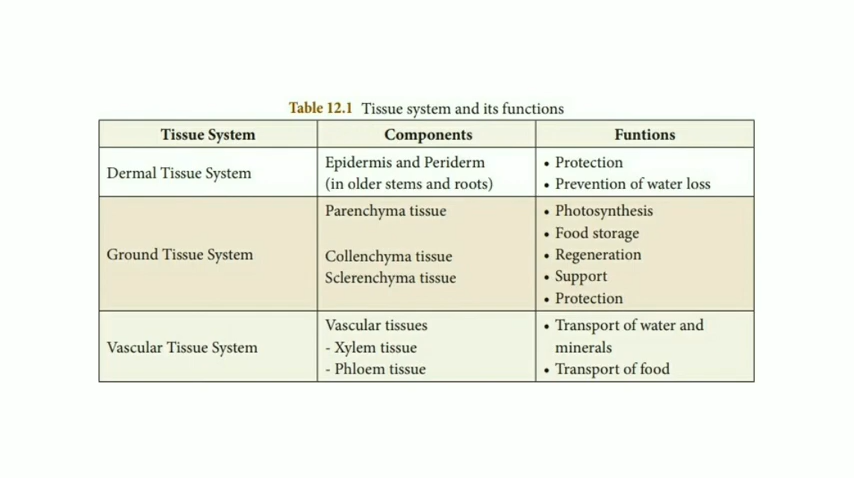 Table 12.1 Tissue system and its functions
Tissue System Components Funtions
Dermal Tissue System
Epidermis and Periderm
(in older stems and roots)
• Protection
• Prevention of water loss
Ground Tissue System
Parenchyma tissue
Collenchyma tissue
Sclerenchyma tissue
• Photosynthesis
• Food storage
• Regeneration
• Support
• Protection
Vascular Tissue System
Vascular tissues
- Xylem tissue
- Phloem tissue
• Transport of water and
minerals
• Transport of food